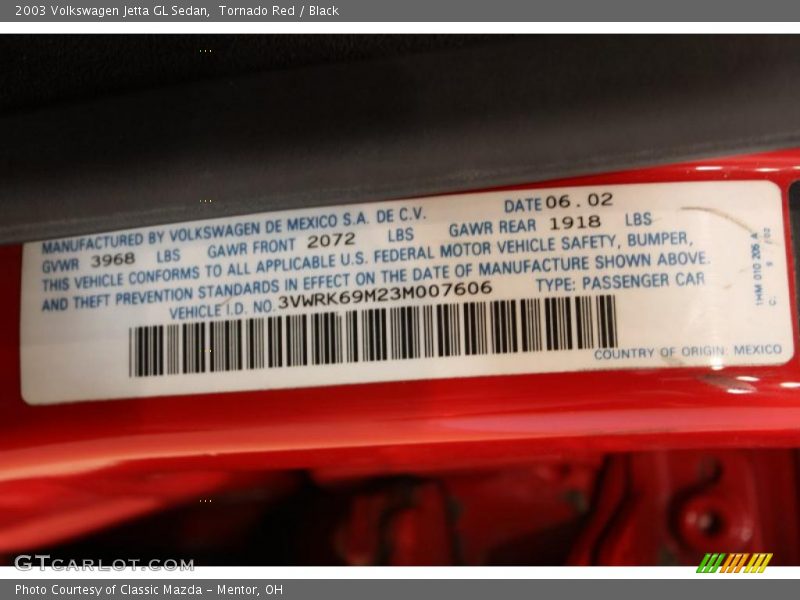 2003 Volkswagen Jetta GL Sedan,  Tornado Red / Black
MANUFACTURED BY VOLKSWAGEN DE MEXICO S.A. DE C.V. DATE 06.02
GVWR 3968 LBS GAWR FRONT 2072 LBS GAWR REAR 1918 LBS
THIS VEHICLE CONFORMS TO ALL APPLICABLE U.S. FEDERAL MOTOR VEHICLE SAFETY, BUMPER,
AND THEFT PREVENTION STANDARDS IN EFFECT ON THE DATE OF MANUFACTURE SHOWN ABOVE.
VEHICLE I.D. NO. 3VWRK69M23M007606 TYPE: PASSENGER CAR
COUNTRY OF ORIGIN: MEXICO
1HM 010 206 A
GTCARLOT.COM
Photo Courtesy of Classic Mazda - Mentor, OH